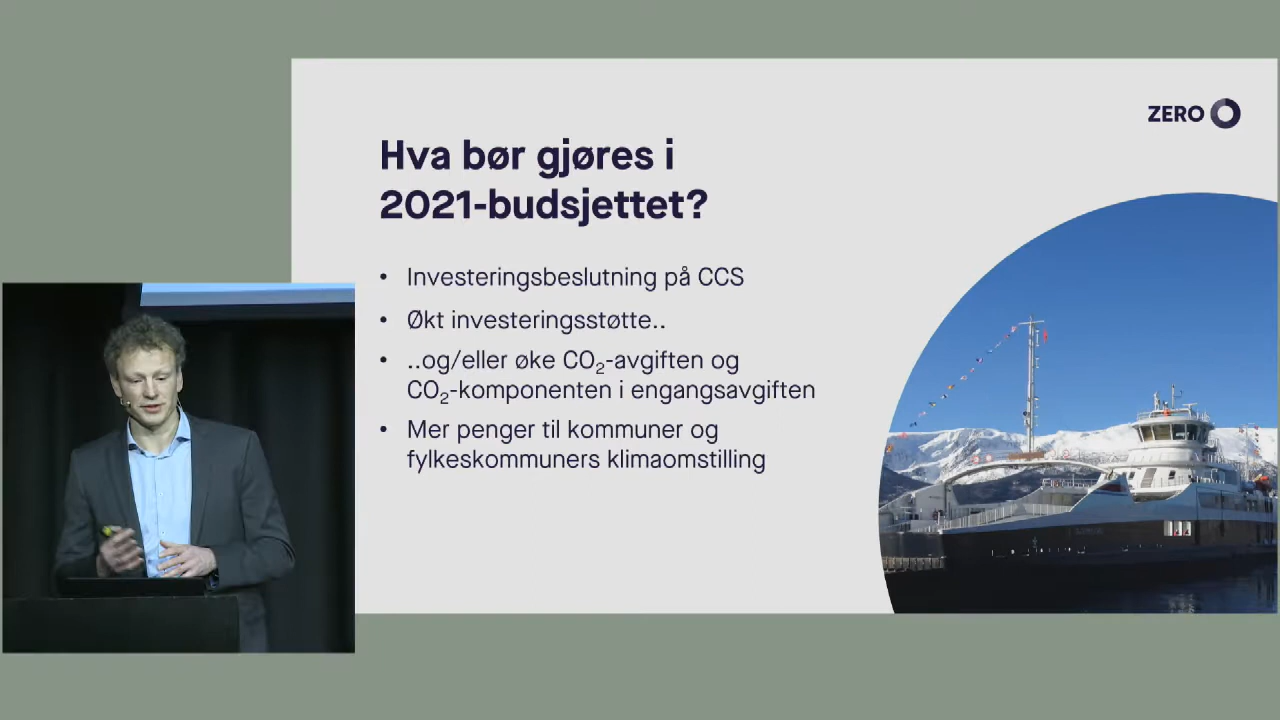 ZERO
Hva bør gjøres i
2021-budsjettet?
• Investeringsbeslutning på CCS
• Økt investeringsstøtte..
• ..og/eller øke CO₂-avgiften og
CO₂-komponenten i engangsavgiften
• Mer penger til kommuner og
fylkeskommuners klimaomstilling